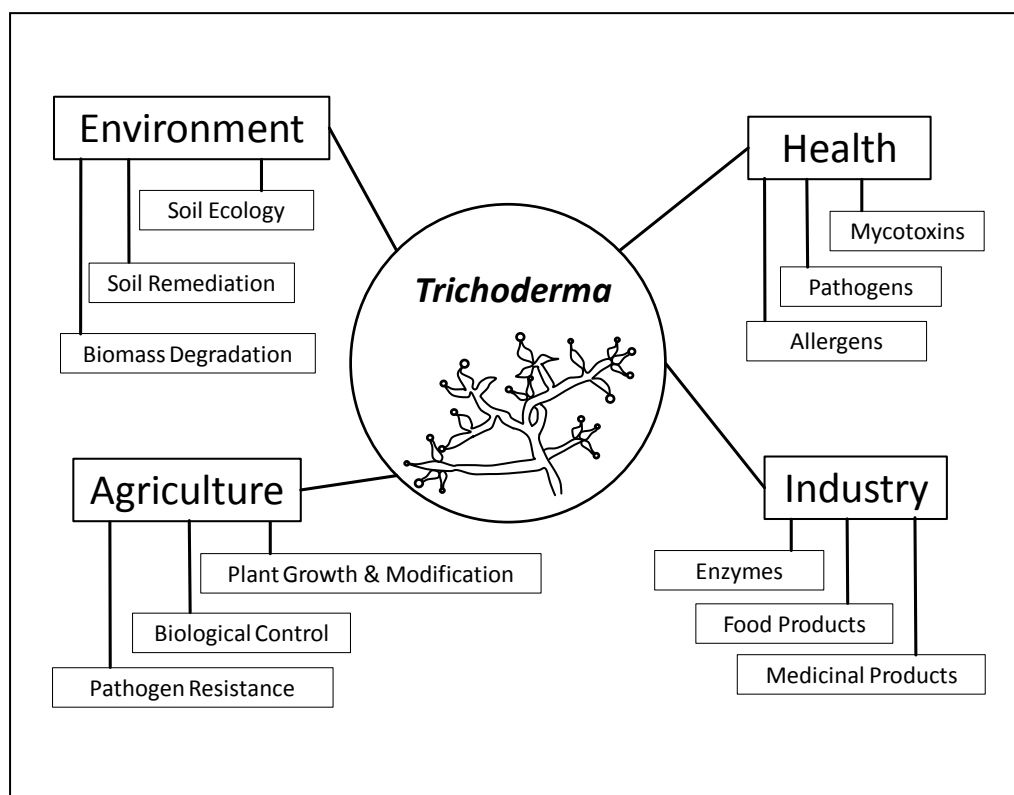 Environment
Soil Ecology
Soil Remediation
Biomass Degradation
Health
Mycotoxins
Pathogens
Allergens
Trichoderma
Agriculture
Plant Growth & Modification
Biological Control
Pathogen Resistance
Industry
Enzymes
Food Products
Medicinal Products